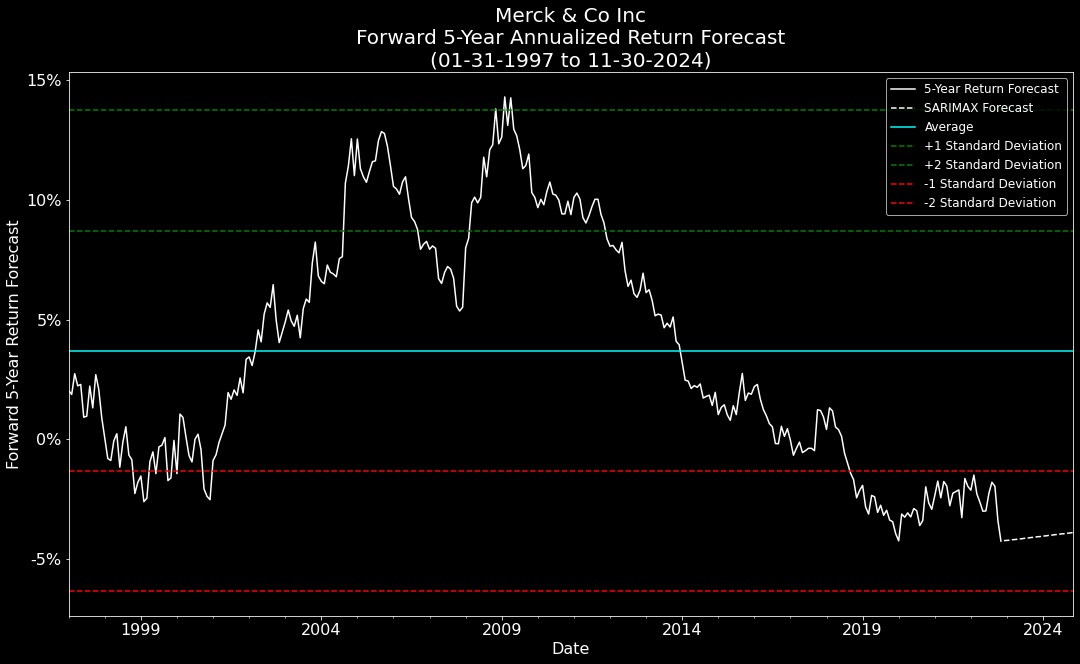 Merck & Co Inc
Forward 5-Year Annualized Return Forecast
(01-31-1997 to 11-30-2024)
15%
10%
5%
0%
-5%
Forward 5-Year Return Forecast
5-Year Return Forecast
SARIMAX Forecast
Average
+1 Standard Deviation
+2 Standard Deviation
-1 Standard Deviation
-2 Standard Deviation
1999
2004
2009
2014
2019
2024
Date